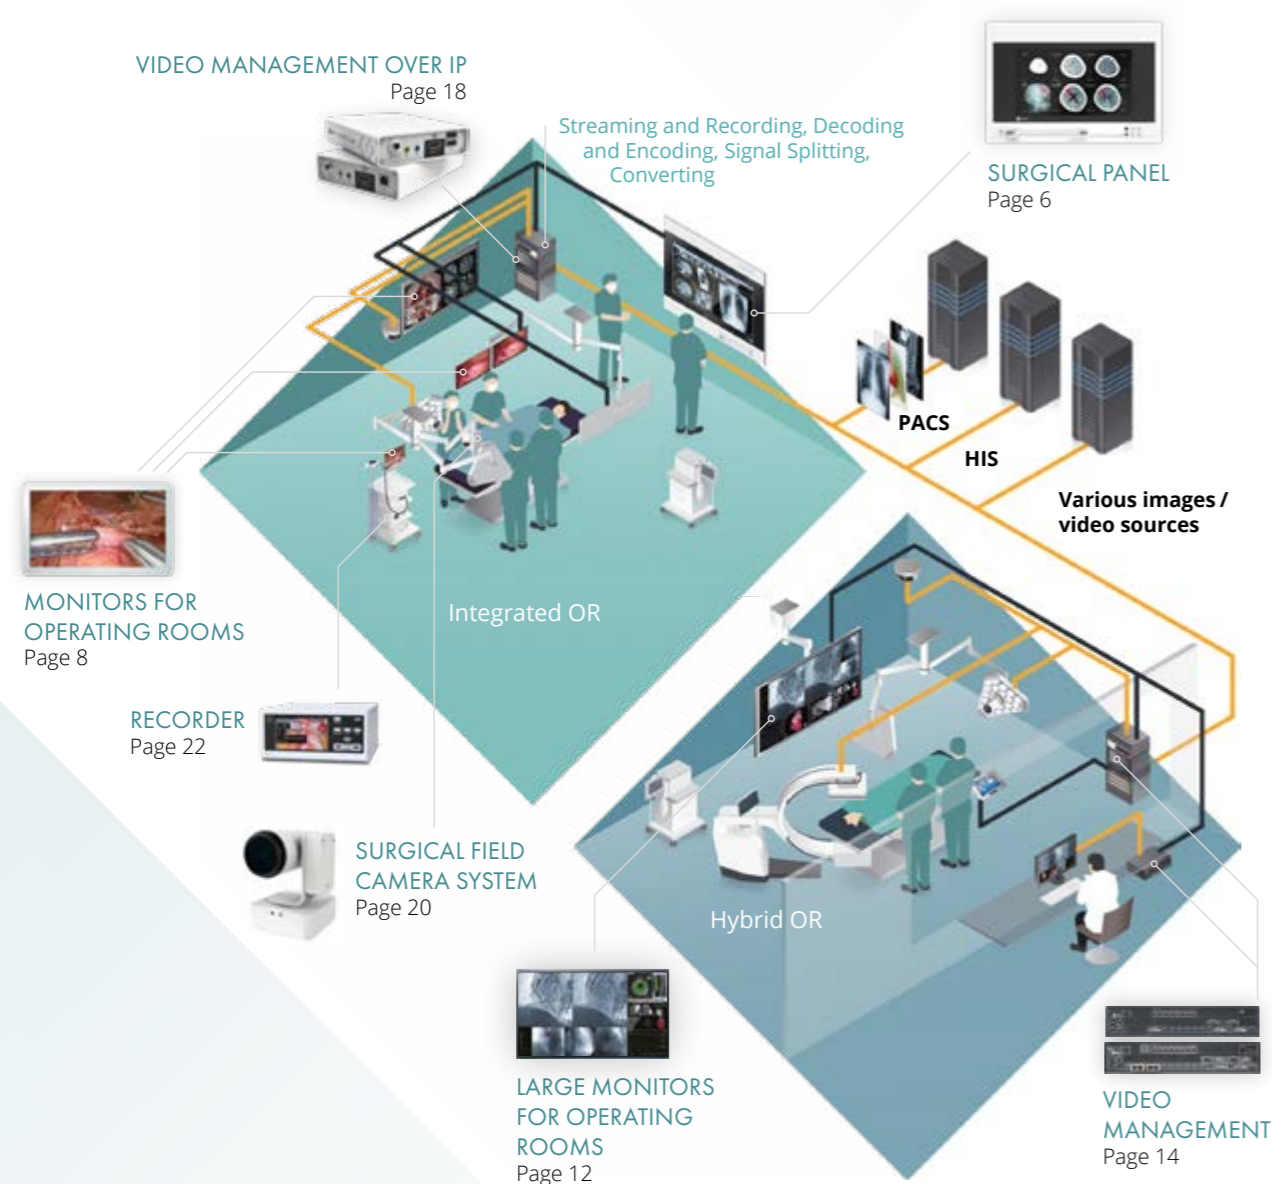 VIDEO MANAGEMENT OVER IP
Page 18
Streaming and Recording, Decoding
and Encoding, Signal Splitting,
Converting
SURGICAL PANEL
Page 6
PACS
HIS
Various images /
video sources
MONITORS FOR
OPERATING ROOMS
Page 8
Integrated OR
RECORDER
Page 22
SURGICAL FIELD
CAMERA SYSTEM
Page 20
Hybrid OR
LARGE MONITORS
FOR OPERATING
ROOMS
Page 12
VIDEO
MANAGEMENT
Page 14